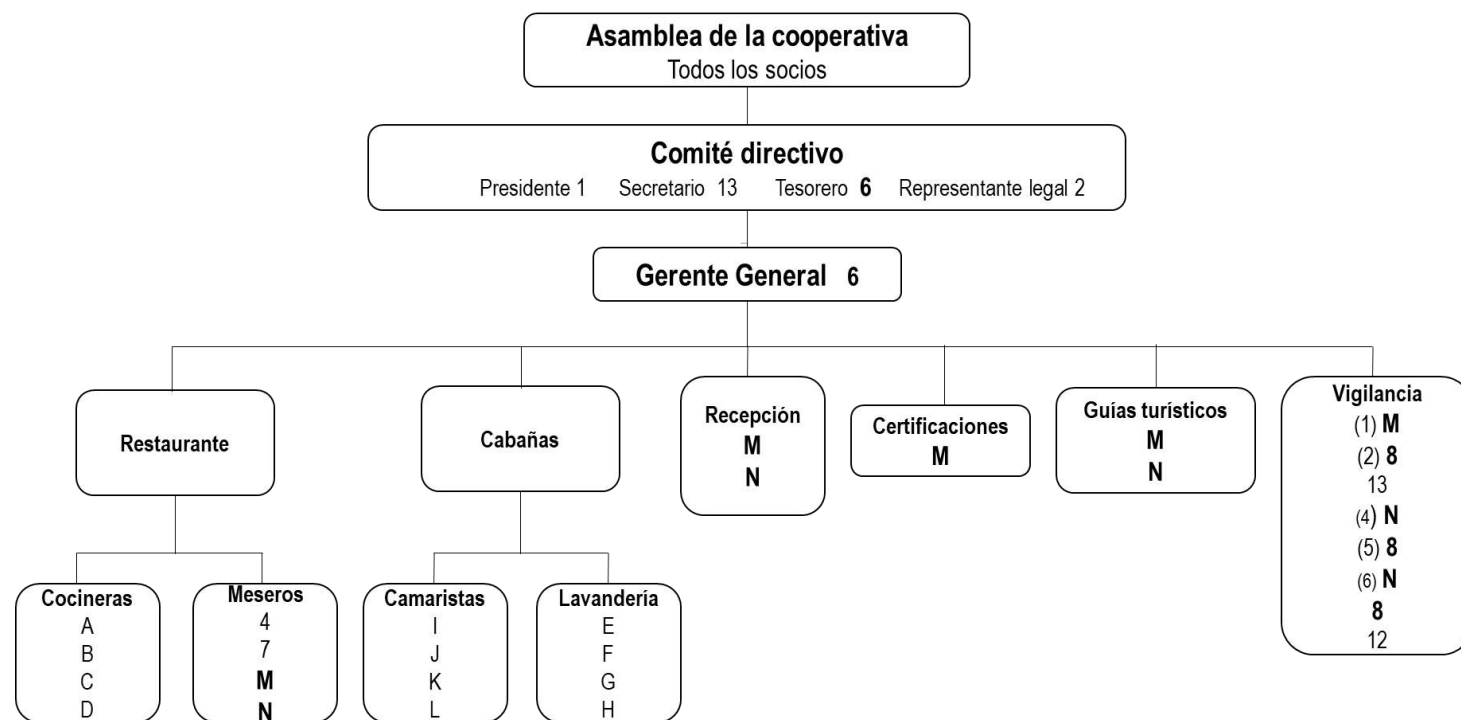 Asamblea de la cooperativa
Todos los socios
Comité directivo
Presidente 1 Secretario 13 Tesorero 6 Representante legal 2
Gerente General 6
Restaurante
Cocineras
A
B
C
D
Meseros
4
7
M
N
Cabañas
Camaristas
I
J
K
L
Lavandería
E
F
G
H
Recepción
M
N
Certificaciones
M
Guías turísticos
M
N
Vigilancia
(1) M
(2) 8
13
(4) N
(5) 8
(6) N
8
12